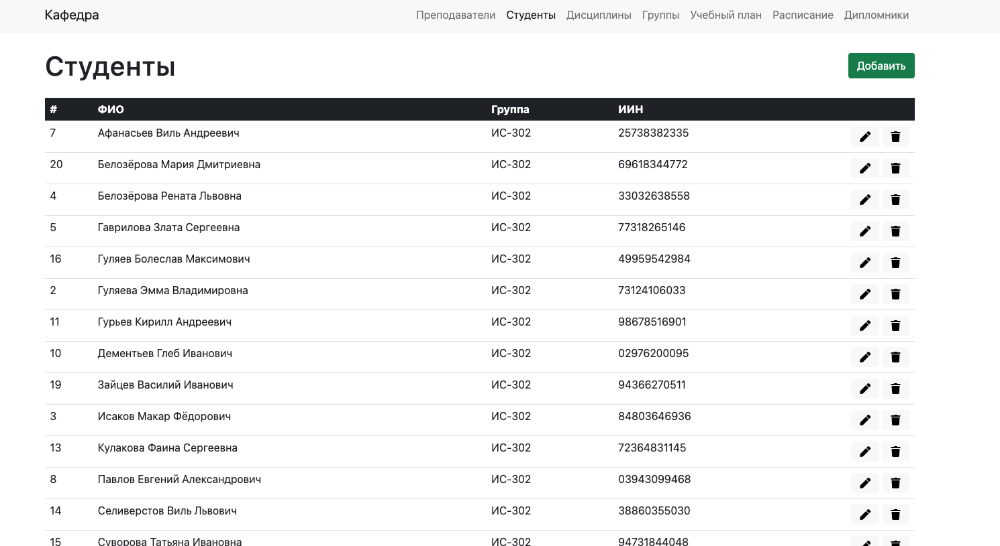 Кафедра Преподаватели Студенты Дисциплины Группы Учебный план Расписание Дипломники
Студенты Добавить
# ФИО Группа ИИН
7 Афанасьев Виль Андреевич ИС-302 25738382335
20 Белозёрова Мария Дмитриевна ИС-302 69618344772
4 Белозёрова Рената Львовна ИС-302 33032638558
5 Гаврилова Злата Сергеевна ИС-302 77318265146
16 Гуляев Болеслав Максимович ИС-302 49959542984
2 Гуляева Эмма Владимировна ИС-302 73124106033
11 Гурьев Кирилл Андреевич ИС-302 98678516901
10 Дементьев Глеб Иванович ИС-302 02976200095
19 Зайцев Василий Иванович ИС-302 94366270511
3 Исаков Макар Фёдорович ИС-302 84803646936
13 Кулакова Фаина Сергеевна ИС-302 72364831145
8 Павлов Евгений Александрович ИС-302 03943099468
14 Селиверстов Виль Львович ИС-302 38860355030
15 Суворова Татьяна Ивановна ИС-302 94731844048